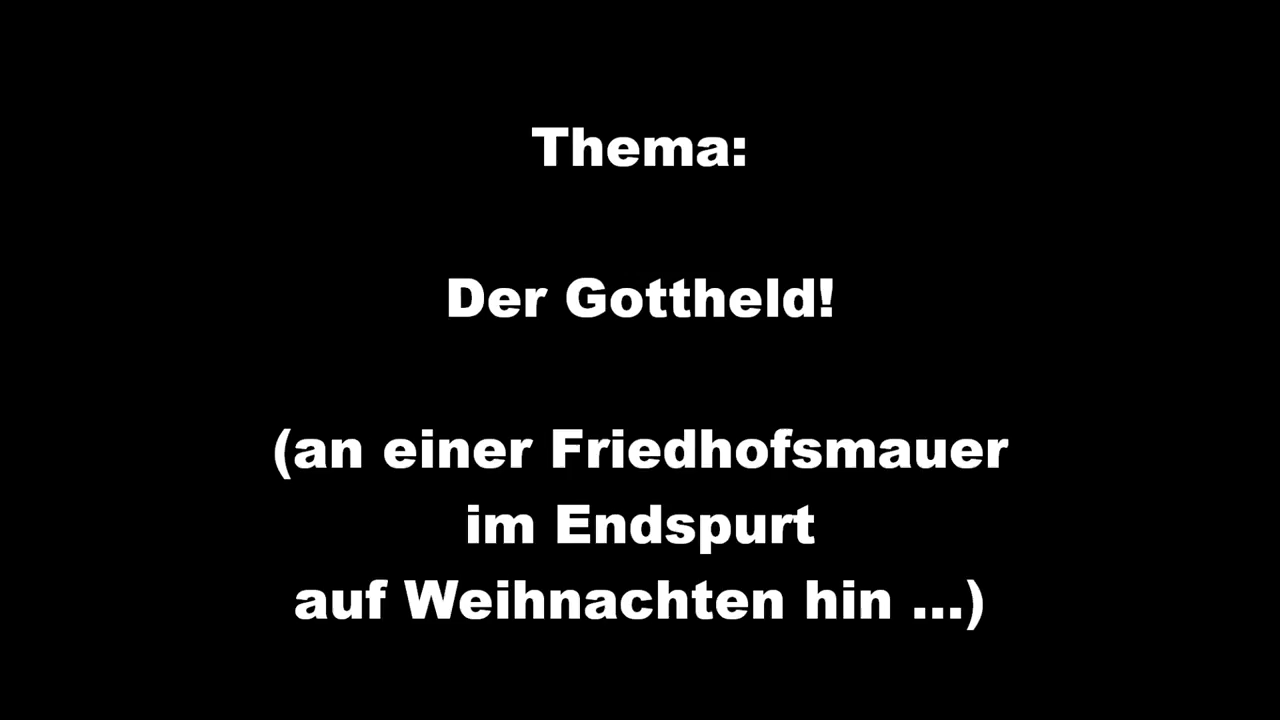 Thema:
Der Gottheld!
(an einer Friedhofsmauer
im Endspurt
auf Weihnachten hin ...)